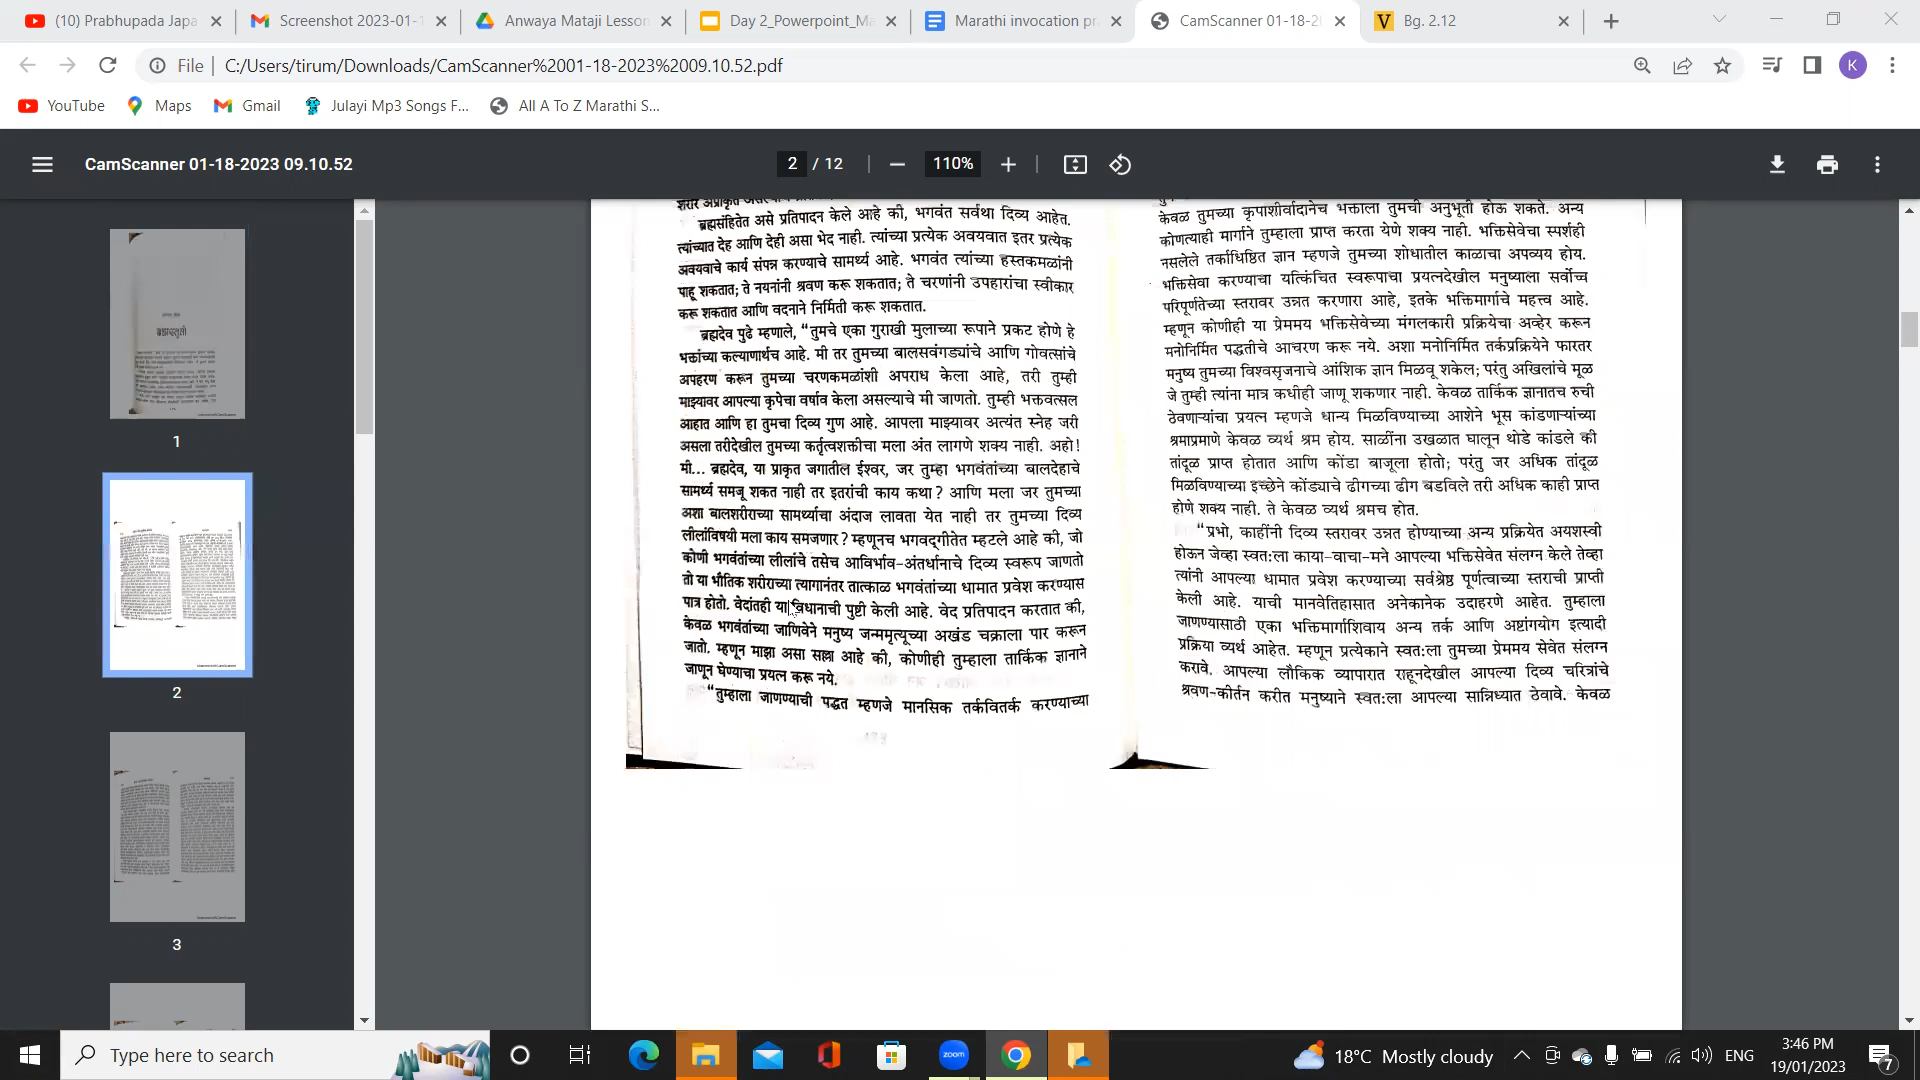 (10) Prabhupada Japa
Screenshot 2023-01-1
Anwaya Mataji Lesson
Day 2_Powerpoint_Ma
Marathi invocation pr
CamScanner 01-18-20
Bg. 2.12
File
C:/Users/tirum/Downloads/CamScanner%2001-18-2023%2009.10.52.pdf
K
YouTube
Maps
Gmail
Julayi Mp3 Songs F...
All A To Z Marathi S...
CamScanner 01-18-2023 09.10.52
2 / 12
110%
1
2
3
ब्रह्मसंहितेत असे प्रतिपादन केले आहे की, भगवंत सर्वथा दिव्य आहेत.
त्यांच्यात देह आणि देही असा भेद नाही. त्यांच्या प्रत्येक अवयवात इतर प्रत्येक
अवयवाचे कार्य संपन्न करण्याचे सामर्थ्य आहे. भगवंत त्यांच्या हस्तकमळांनी
पाहू शकतात; ते नयनांनी श्रवण करू शकतात; ते चरणांनी उपहारांचा स्वीकार
करू शकतात आणि वदनाने निर्मिती करू शकतात.
ब्रह्मदेव पुढे म्हणाले, “तुमचे एका गुराखी मुलाच्या रूपाने प्रकट होणे हे
भक्तांच्या कल्याणार्थच आहे. मी तर तुमच्या बालसवंगड्यांचे आणि गोवत्सांचे
अपहरण करून तुमच्या चरणकमळांशी अपराध केला आहे, तरी तुम्ही
माझ्यावर आपल्या कृपेचा वर्षाव केला असल्याचे मी जाणतो. तुम्ही भक्तवत्सल
आहात आणि हा तुमचा दिव्य गुण आहे. आपला माझ्यावर अत्यंत स्नेह जरी
असला तरीदेखील तुमच्या कर्तृत्वशक्तीचा मला अंत लागणे शक्य नाही. अहो!
मी... ब्रह्मदेव, या प्राकृत जगातील ईश्वर, जर तुम्हा भगवंतांच्या बालदेहाचे
सामर्थ्य समजू शकत नाही तर इतरांची काय कथा? आणि मला जर तुमच्या
अशा बालशरीराच्या सामर्थ्याचा अंदाज लावता येत नाही तर तुमच्या दिव्य
लीलांविषयी मला काय समजणार? म्हणूनच भगवद्‌गीतेत म्हटले आहे की, जो
कोणी भगवंतांच्या लीलांचे तसेच आविर्भाव-अंतर्धानाचे दिव्य स्वरूप जाणतो
तो या भौतिक शरीराच्या त्यागानंतर तात्काळ भगवंतांच्या धामात प्रवेश करण्यास
पात्र होतो. वेदांतही या विधानाची पुष्टी केली आहे. वेद प्रतिपादन करतात की,
केवळ भगवंतांच्या जाणिवेने मनुष्य जन्ममृत्यूच्या अखंड चक्राला पार करून
जातो. म्हणून माझा असा सल्ला आहे की, कोणीही तुम्हाला तार्किक ज्ञानाने
जाणून घेण्याचा प्रयत्न करू नये.
“तुम्हाला जाणण्याची पद्धत म्हणजे मानसिक तर्कवितर्क करण्याच्या
केवळ तुमच्या कृपाशीर्वादानेच भक्ताला तुमची अनुभूती होऊ शकते. अन्य
कोणत्याही मार्गाने तुम्हाला प्राप्त करता येणे शक्य नाही. भक्तिसेवेचा स्पर्शही
नसलेले तर्काधिष्ठित ज्ञान म्हणजे तुमच्या शोधातील काळाचा अपव्यय होय.
भक्तिसेवा करण्याचा यत्किंचित स्वरूपाचा प्रयत्नदेखील मनुष्याला सर्वोच्च
परिपूर्णतेच्या स्तरावर उन्नत करणारा आहे, इतके भक्तिमार्गाचे महत्त्व आहे.
म्हणून कोणीही या प्रेममय भक्तिसेवेच्या मंगलकारी प्रक्रियेचा अव्हेर करून
मनोनिर्मित पद्धतीचे आचरण करू नये. अशा मनोनिर्मित तर्कप्रक्रियेने फारतर
मनुष्य तुमच्या विश्वसृजनाचे आंशिक ज्ञान मिळवू शकेल; परंतु अखिलांचे मूळ
जे तुम्ही त्यांना मात्र कधीही जाणू शकणार नाही. केवळ तार्किक ज्ञानातच रुची
ठेवणाऱ्यांचा प्रयत्न म्हणजे धान्य मिळविण्याच्या आशेने भूस कांडणाऱ्यांच्या
श्रमाप्रमाणे केवळ व्यर्थ श्रम होय. साळींना उखळात घालून थोडे कांडले की
तांदूळ प्राप्त होतात आणि कोंडा बाजूला होतो; परंतु जर अधिक तांदूळ
मिळविण्याच्या इच्छेने कोंड्याचे ढीगच्या ढीग बडविले तरी अधिक काही प्राप्त
होणे शक्य नाही. ते केवळ व्यर्थ श्रमच होत.
“प्रभो, काहींनी दिव्य स्तरावर उन्नत होण्याच्या अन्य प्रक्रियेत अयशस्वी
होऊन जेव्हा स्वत:ला काया-वाचा-मने आपल्या भक्तिसेवेत संलग्न केले तेव्हा
त्यांनी आपल्या धामात प्रवेश करण्याच्या सर्वश्रेष्ठ पूर्णत्वाच्या स्तराची प्राप्ती
केली आहे. याची मानवेतिहासात अनेकानेक उदाहरणे आहेत. तुम्हाला
जाणण्यासाठी एका भक्तिमार्गाशिवाय अन्य तर्क आणि अष्टांगयोग इत्यादी
प्रक्रिया व्यर्थ आहेत. म्हणून प्रत्येकाने स्वत:ला तुमच्या प्रेममय सेवेत संलग्न
करावे. आपल्या लौकिक व्यापारात राहूनदेखील आपल्या दिव्य चरित्रांचे
श्रवण-कीर्तन करीत मनुष्याने स्वत:ला आपल्या सान्निध्यात ठेवावे. केवळ
Type here to search
zoom
18°C Mostly cloudy
ENG
3:46 PM
19/01/2023
7